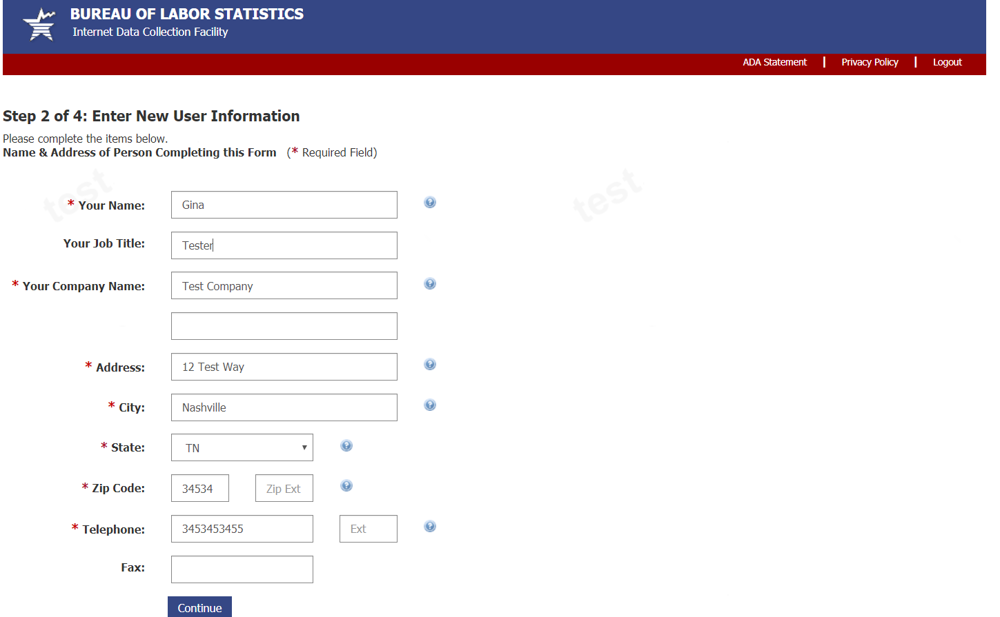 BUREAU OF LABOR STATISTICS
Internet Data Collection Facility
ADA Statement | Privacy Policy | Logout
Step 2 of 4: Enter New User Information
Please complete the items below.
Name & Address of Person Completing this Form (* Required Field)
test test
* Your Name: Gina
Your Job Title: Tester
* Your Company Name: Test Company
* Address: 12 Test Way
* City: Nashville
* State: TN
* Zip Code: 34534 Zip Ext
* Telephone: 3453453455 Ext
Fax:
Continue